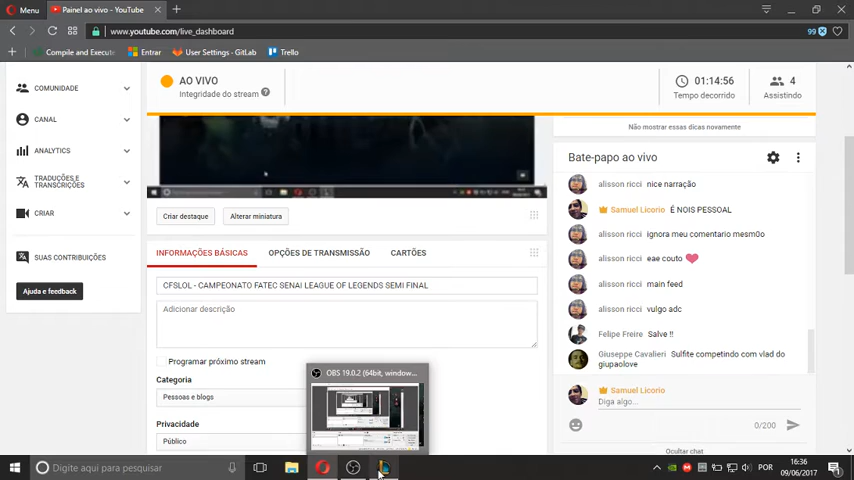 Menu
Painel ao vivo - YouTube
www.youtube.com/live_dashboard
99
Compile and Execute
Entrar
User Settings - GitLab
Trello
COMUNIDADE
CANAL
ANALYTICS
TRADUÇÕES E
TRANSCRIÇÕES
CRIAR
SUAS CONTRIBUIÇÕES
Ajuda e feedback
AO VIVO
Integridade do stream
01:14:56
Tempo decorrido
4
Assistindo
Criar destaque
Alterar miniatura
INFORMAÇÕES BÁSICAS
OPÇÕES DE TRANSMISSÃO
CARTÕES
CFSLOL - CAMPEONATO FATEC SENAI LEAGUE OF LEGENDS SEMI FINAL
Adicionar descrição
Programar próximo stream
Categoria
Pessoas e blogs
Privacidade
Público
OBS 19.0.2 (64bit, window...
Não mostrar essas dicas novamente
Bate-papo ao vivo
alisson ricci nice narração
Samuel Licorio É NOIS PESSOAL
alisson ricci ignora meu comentario mesm0o
alisson ricci eae couto
alisson ricci main feed
alisson ricci vulgo adc
Felipe Freire Salve !!
Giuseppe Cavalieri Sulfite competindo com vlad do
giupaolove
Samuel Licorio
Diga algo...
0/200
Ocultar chat
Digite aqui para pesquisar
POR
16:36
09/06/2017